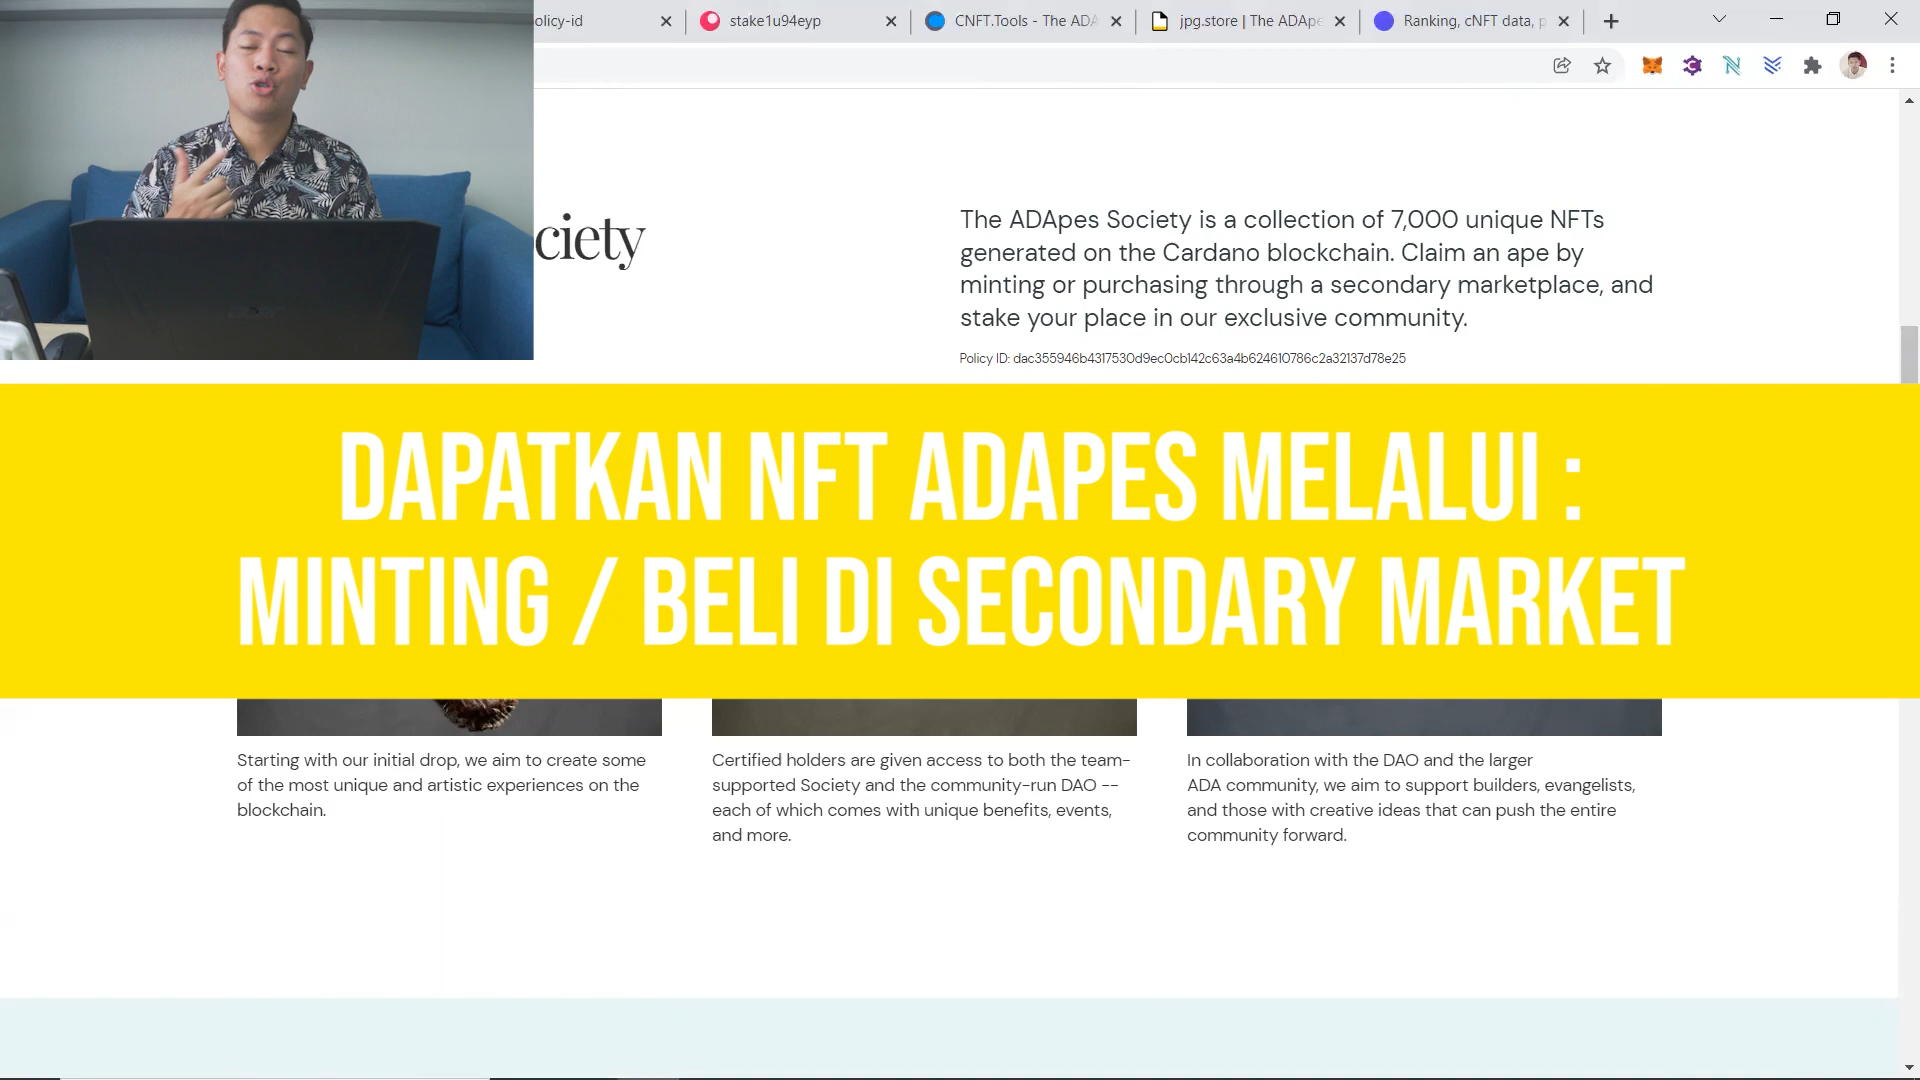 olicy-id
stake1u94eyp
CNFT.Tools - The ADA
jpg.store | The ADApe
Ranking, cNFT data, p
ciety
The ADApes Society is a collection of 7,000 unique NFTs
generated on the Cardano blockchain. Claim an ape by
minting or purchasing through a secondary marketplace, and
stake your place in our exclusive community.
Policy ID: dac355946b4317530d9ec0cb142c63a4b624610786c2a32137d78e25
DAPATKAN NFT ADAPES MELALUI :
MINTING / BELI DI SECONDARY MARKET
Starting with our initial drop, we aim to create some
of the most unique and artistic experiences on the
blockchain.
Certified holders are given access to both the team-
supported Society and the community-run DAO --
each of which comes with unique benefits, events,
and more.
In collaboration with the DAO and the larger
ADA community, we aim to support builders, evangelists,
and those with creative ideas that can push the entire
community forward.